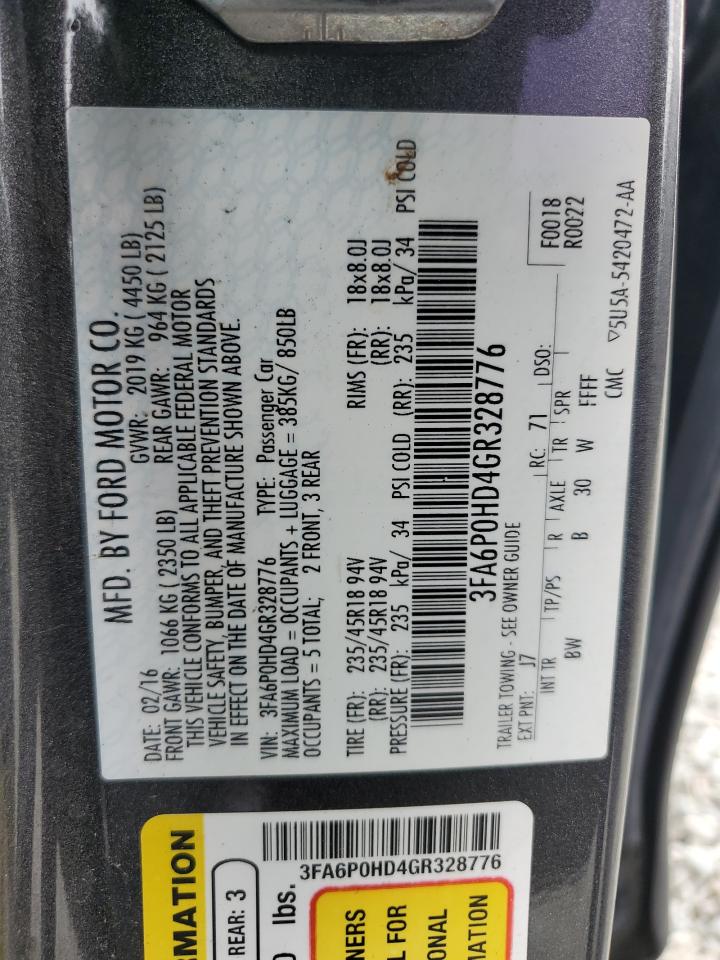 MFD. BY FORD MOTOR CO.
DATE: 02/16 GVWR: 2019 KG ( 4450 LB)
FRONT GAWR: 1066 KG ( 2350 LB) REAR GAWR: 964 KG ( 2125 LB)
THIS VEHICLE CONFORMS TO ALL APPLICABLE FEDERAL MOTOR
VEHICLE SAFETY, BUMPER, AND THEFT PREVENTION STANDARDS
IN EFFECT ON THE DATE OF MANUFACTURE SHOWN ABOVE.
VIN: 3FA6P0HD4GR328776 TYPE: Passenger Car
MAXIMUM LOAD = OCCUPANTS + LUGGAGE = 385KG/ 850LB
OCCUPANTS = 5 TOTAL; 2 FRONT, 3 REAR
TIRE (FR): 235/45R18 94V RIMS (FR): 18x8.0J
(RR): 235/45R18 94V (RR): 18x8.0J
PRESSURE (FR): 235 kPa/ 34 PSI COLD (RR): 235 kPa/ 34 PSI COLD
3FA6P0HD4GR328776
TRAILER TOWING - SEE OWNER GUIDE
EXT PNT: J7 RC: 71 DSO: F0018
R0022
INT TR TP/PS R AXLE TR SPR
BW B 30 W FFFF
CMC ▽5U5A-5420472-AA
RMATION
REAR: 3
lbs.
3FA6P0HD4GR328776
NERS
L FOR
ONAL
MATION